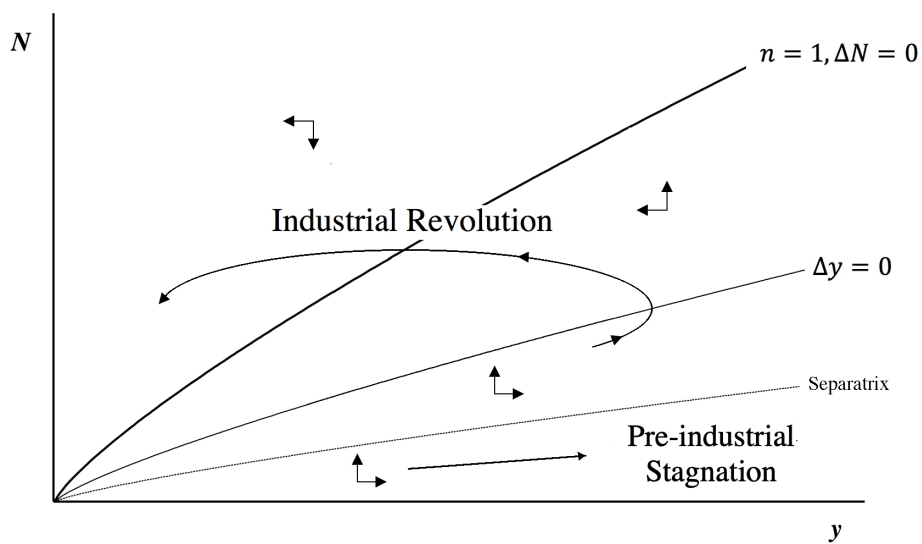 N
n = 1, ΔN = 0
Industrial Revolution
Δy = 0
Separatrix
Pre-industrial
Stagnation
y